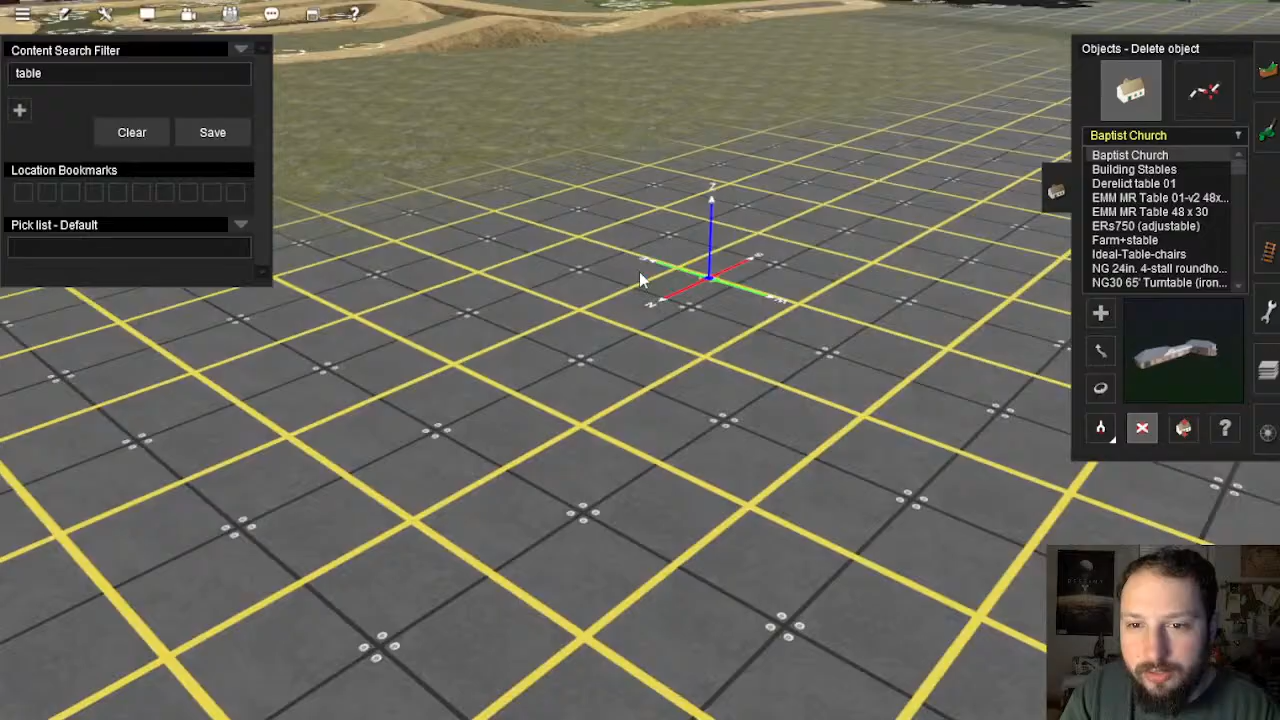 Content Search Filter
table
Clear
Save
Location Bookmarks
Pick list - Default
Z
Objects - Delete object
Baptist Church
Baptist Church
Building Stables
Derelict table 01
EMM MR Table 01-v2 48x...
EMM MR Table 48 x 30
ERs750 (adjustable)
Farm+stable
Ideal-Table-chairs
NG 24in. 4-stall roundho...
NG30 65' Turntable (iron...
?
?
DESTINY